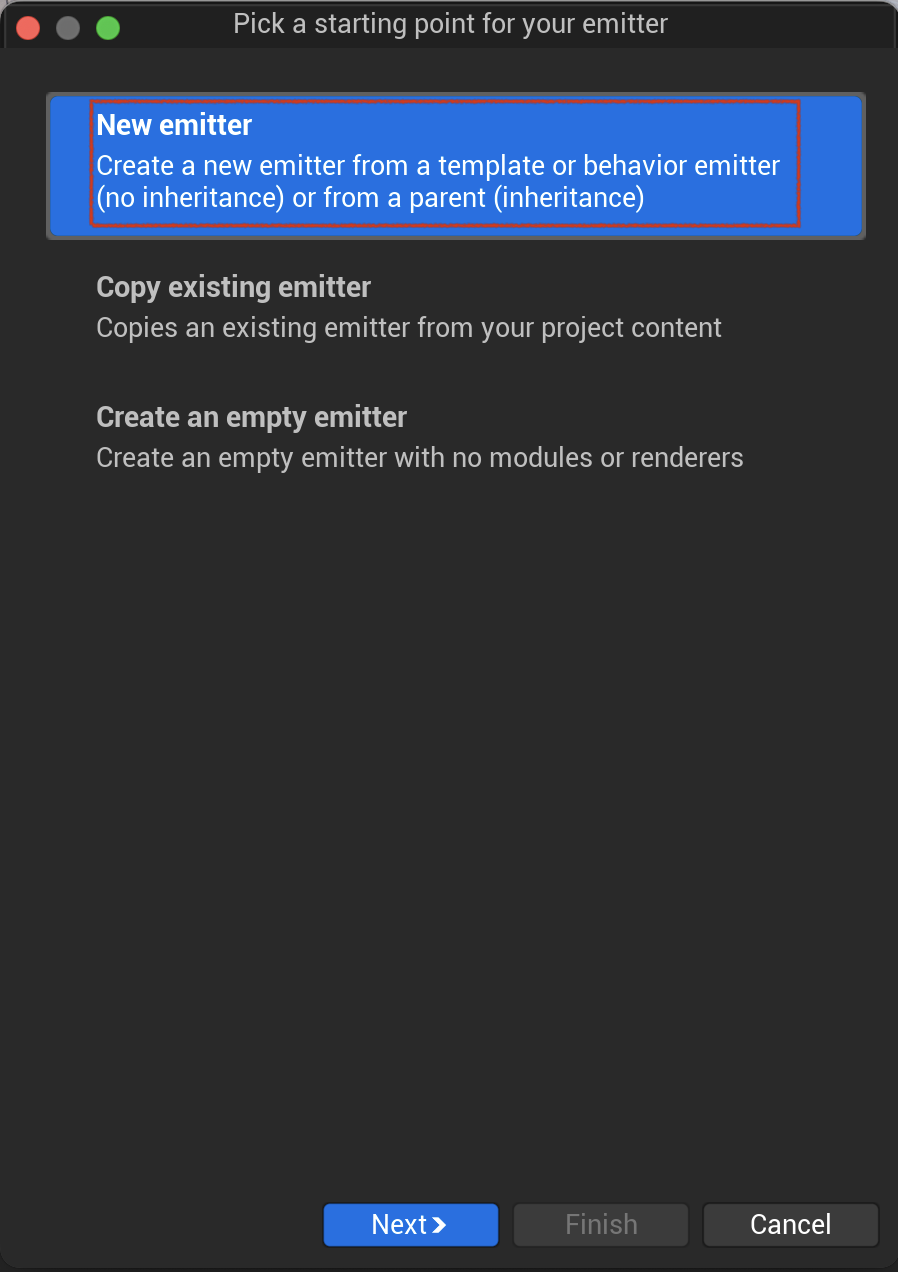 Pick a starting point for your emitter
New emitter
Create a new emitter from a template or behavior emitter
(no inheritance) or from a parent (inheritance)
Copy existing emitter
Copies an existing emitter from your project content
Create an empty emitter
Create an empty emitter with no modules or renderers
Next
Finish
Cancel